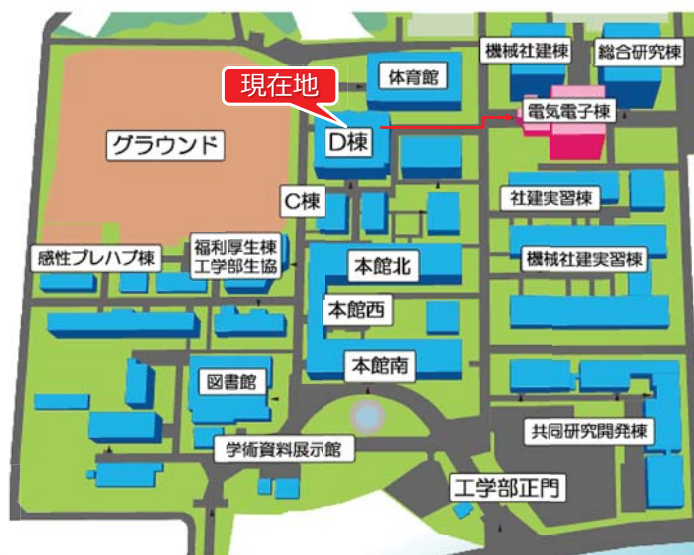 機械社建棟
総合研究棟
体育館
現在地
電気電子棟
グラウンド
D棟
C棟
社建実習棟
福利厚生棟
工学部生協
感性プレハブ棟
本館北
機械社建実習棟
本館西
本館南
図書館
共同研究開発棟
学術資料展示館
工学部正門